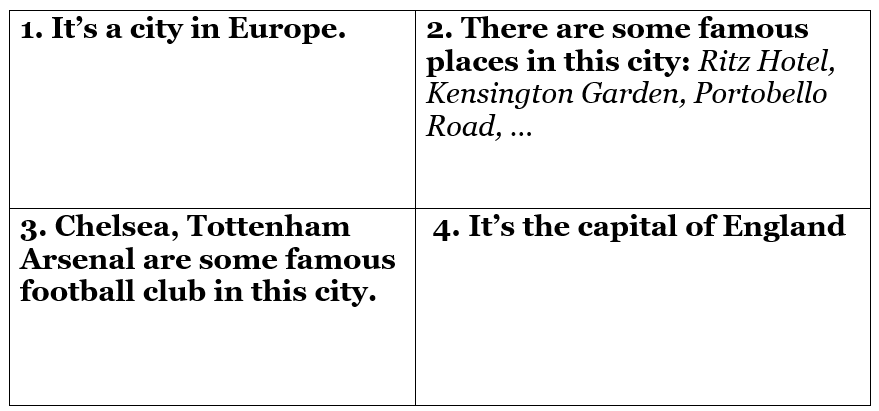 1. It’s a city in Europe.
2. There are some famous
places in this city: Ritz Hotel,
Kensington Garden, Portobello
Road, ...
3. Chelsea, Tottenham
Arsenal are some famous
football club in this city.
4. It’s the capital of England